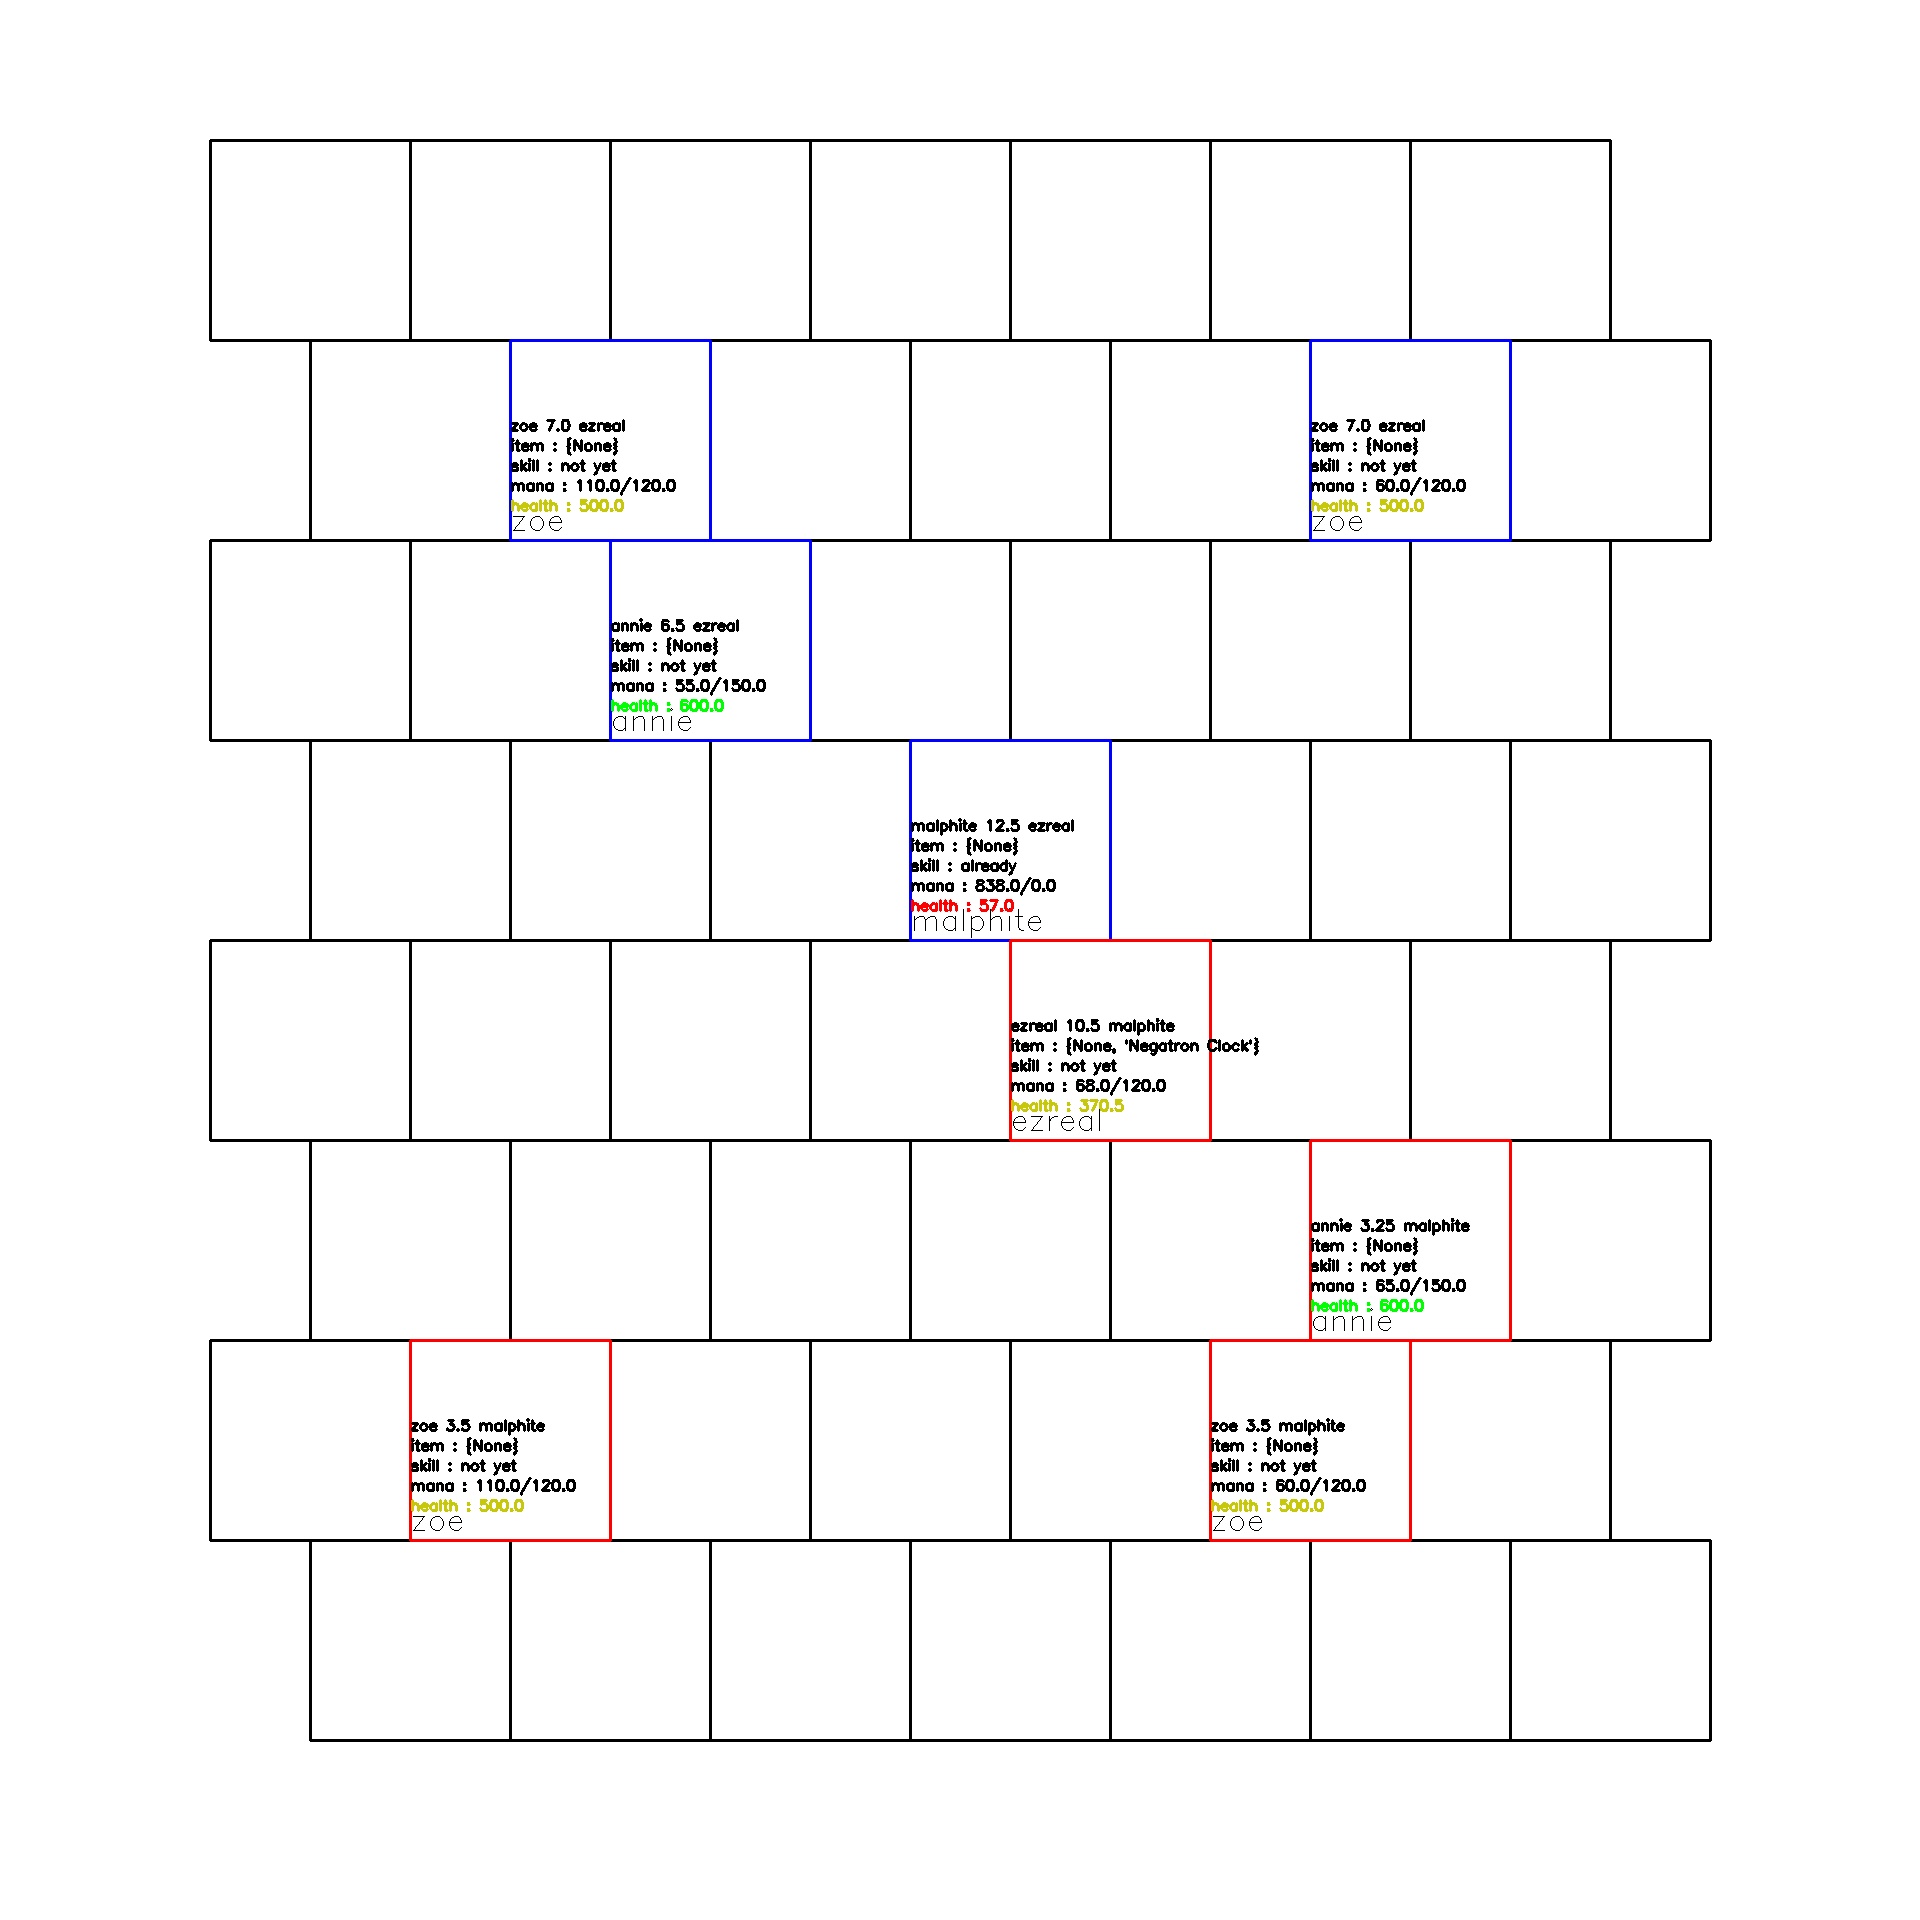 zoe 7.0 ezreal
item : {None}
skill : not yet
mana : 110.0/120.0
health : 500.0
zoe
zoe 7.0 ezreal
item : {None}
skill : not yet
mana : 60.0/120.0
health : 500.0
zoe
annie 6.5 ezreal
item : {None}
skill : not yet
mana : 55.0/150.0
health : 600.0
annie
malphite 12.5 ezreal
item : {None}
skill : already
mana : 838.0/0.0
health : 57.0
malphite
ezreal 10.5 malphite
item : {None, 'Negatron Clock'}
skill : not yet
mana : 68.0/120.0
health : 370.5
ezreal
annie 3.25 malphite
item : {None}
skill : not yet
mana : 65.0/150.0
health : 600.0
annie
zoe 3.5 malphite
item : {None}
skill : not yet
mana : 110.0/120.0
health : 500.0
zoe
zoe 3.5 malphite
item : {None}
skill : not yet
mana : 60.0/120.0
health : 500.0
zoe